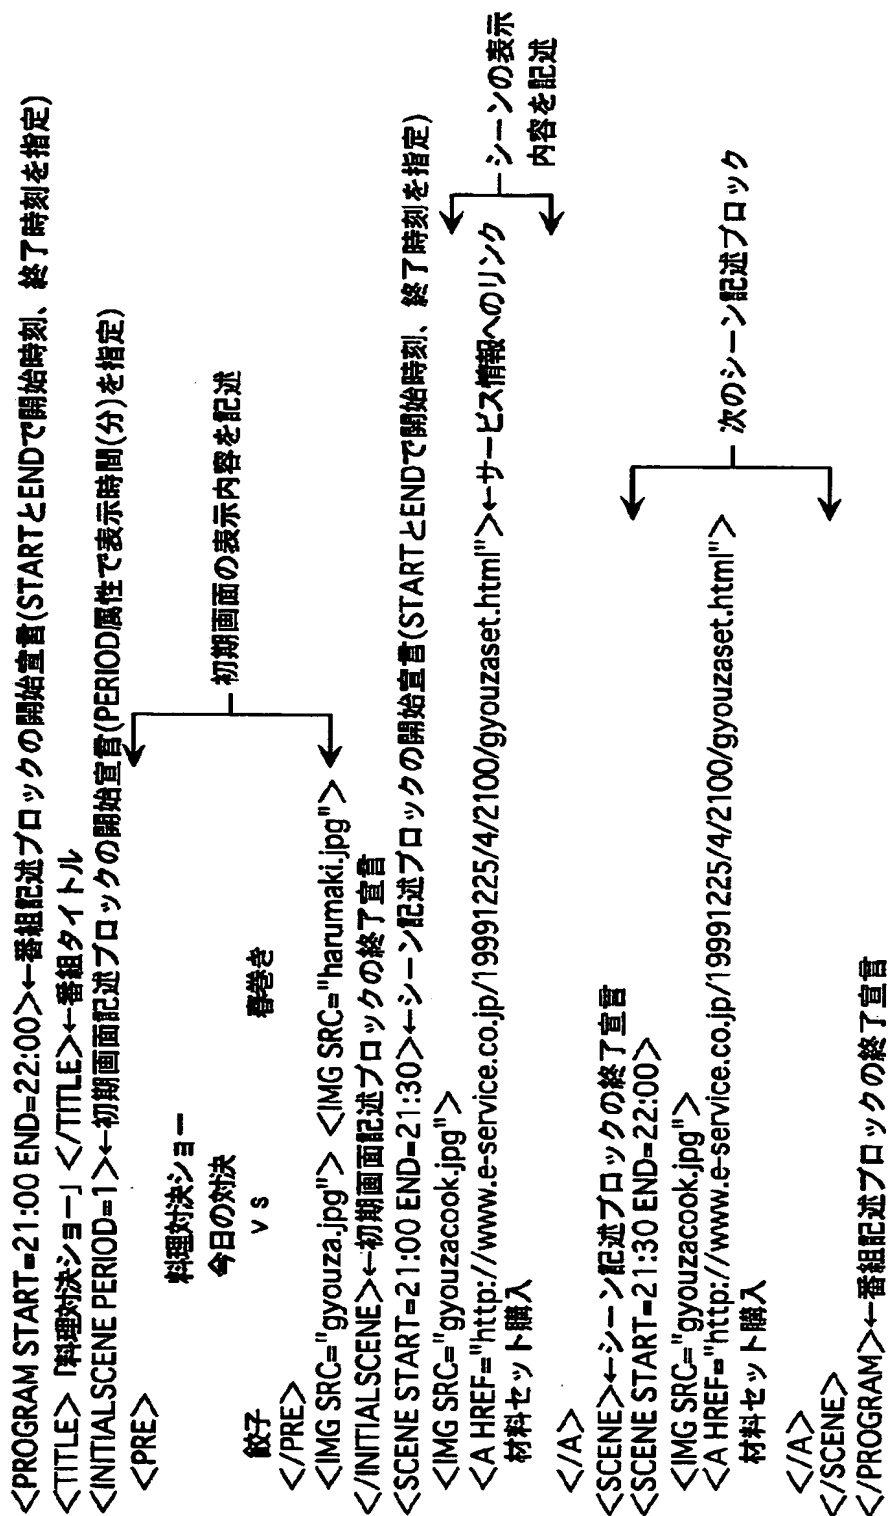 <PROGRAM START=21:00 END=22:00>←番組記述ブロックの開始宣言(STARTとENDで開始時刻、終了時刻を指定)
<TITLE>「料理対決ショー」</TITLE>←番組タイトル
<INITIALSCENE PERIOD=1>←初期画面記述ブロックの開始宣言(PERIOD属性で表示時間(分)を指定)
<PRE>
料理対決ショー
今日の対決
餃子 vs 春巻き
</PRE>
初期画面の表示内容を記述
<IMG SRC="gyouza.jpg"> <IMG SRC="harumaki.jpg">
</INITIALSCENE>←初期画面記述ブロックの終了宣言
<SCENE START=21:00 END=21:30>←シーン記述ブロックの開始宣言(STARTとENDで開始時刻、終了時刻を指定)
<IMG SRC="gyouzacook.jpg">
<A HREF="http://www.e-service.co.jp/19991225/4/2100/gyouzaset.html">←サービス情報へのリンク
材料セット購入
シーンの表示
内容を記述
</A>
<SCENE>←シーン記述ブロックの終了宣言
<SCENE START=21:30 END=22:00>
<IMG SRC="gyouzacook.jpg">
<A HREF="http://www.e-service.co.jp/19991225/4/2100/gyouzaset.html">
材料セット購入
次のシーン記述ブロック
</A>
</SCENE>
</PROGRAM>←番組記述ブロックの終了宣言